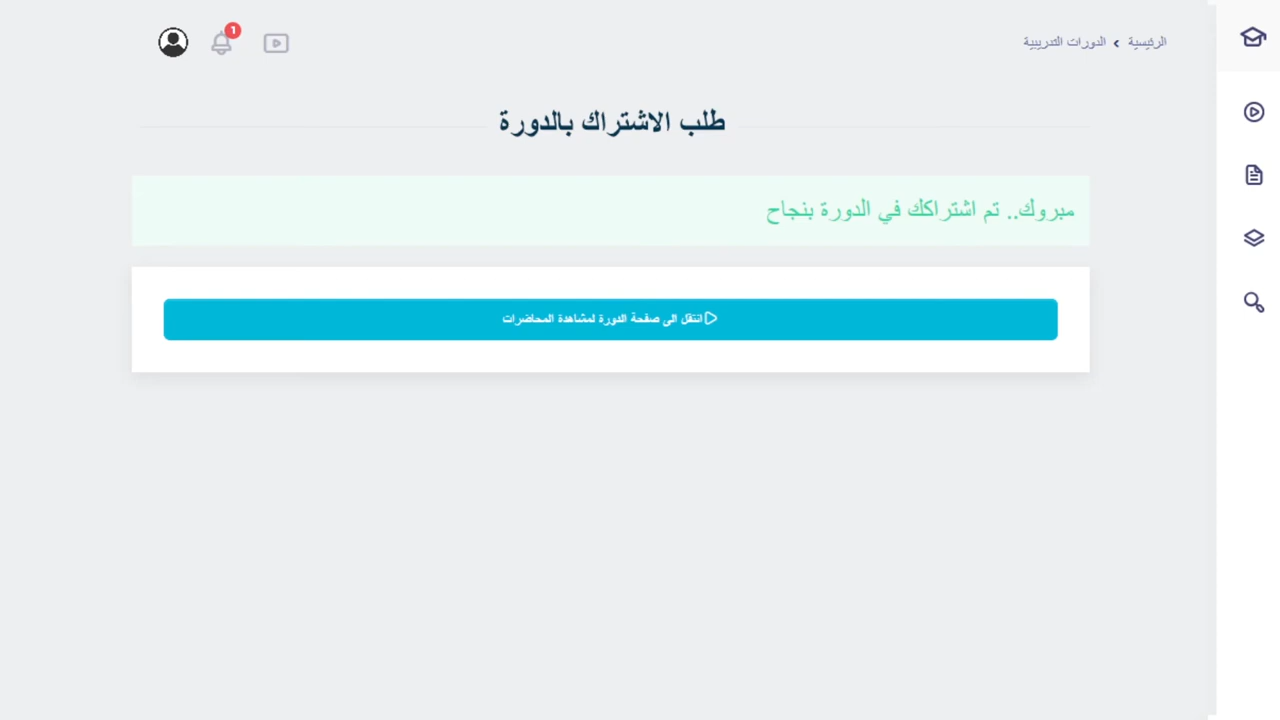 الرئيسية › الدورات التدريبية
1
طلب الاشتراك بالدورة
مبروك.. تم اشتراكك في الدورة بنجاح
انتقل الى صفحة الدورة لمشاهدة المحاضرات